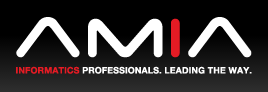 AMIA
INFORMATICS PROFESSIONALS. LEADING THE WAY.